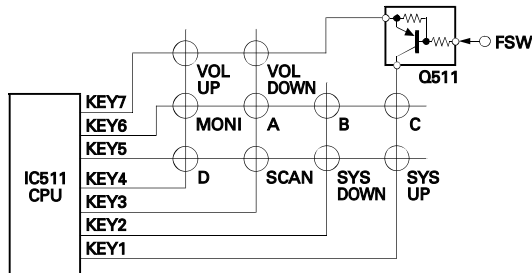 FSW
Q511
VOL UP
VOL DOWN
KEY7
KEY6
MONI
A
B
C
KEY5
IC511 CPU
D
SCAN
SYS DOWN
SYS UP
KEY4
KEY3
KEY2
KEY1